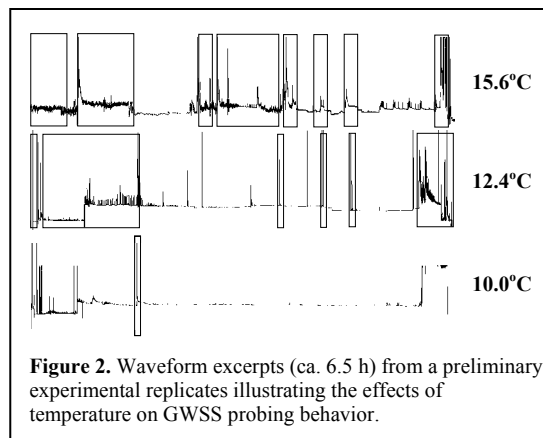 15.6°C
12.4°C
10.0°C
Figure 2. Waveform excerpts (ca. 6.5 h) from a preliminary
experimental replicates illustrating the effects of
temperature on GWSS probing behavior.